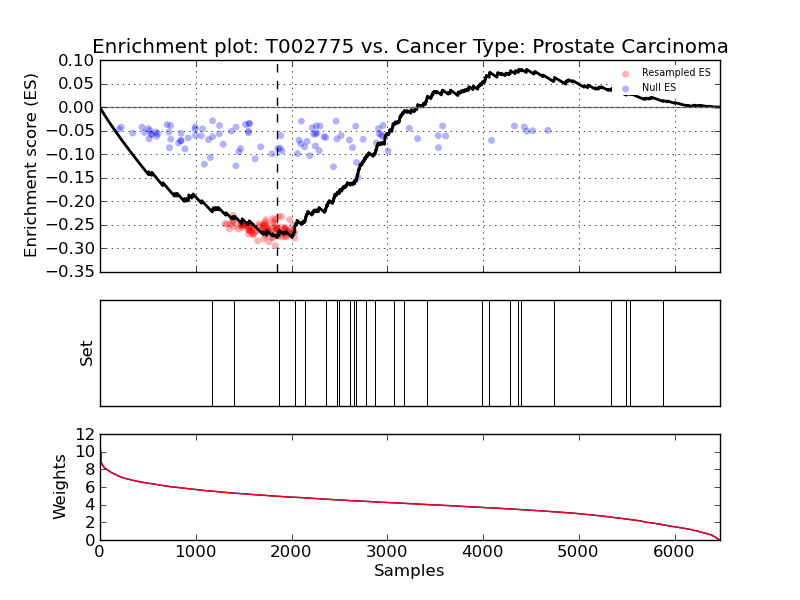 Enrichment plot: T002775 vs. Cancer Type: Prostate Carcinoma
Enrichment score (ES)
0.10
0.05
0.00
−0.05
−0.10
−0.15
−0.20
−0.25
−0.30
−0.35
Resampled ES
Null ES
Set
Weights
12
10
8
6
4
2
0
0 1000 2000 3000 4000 5000 6000
Samples